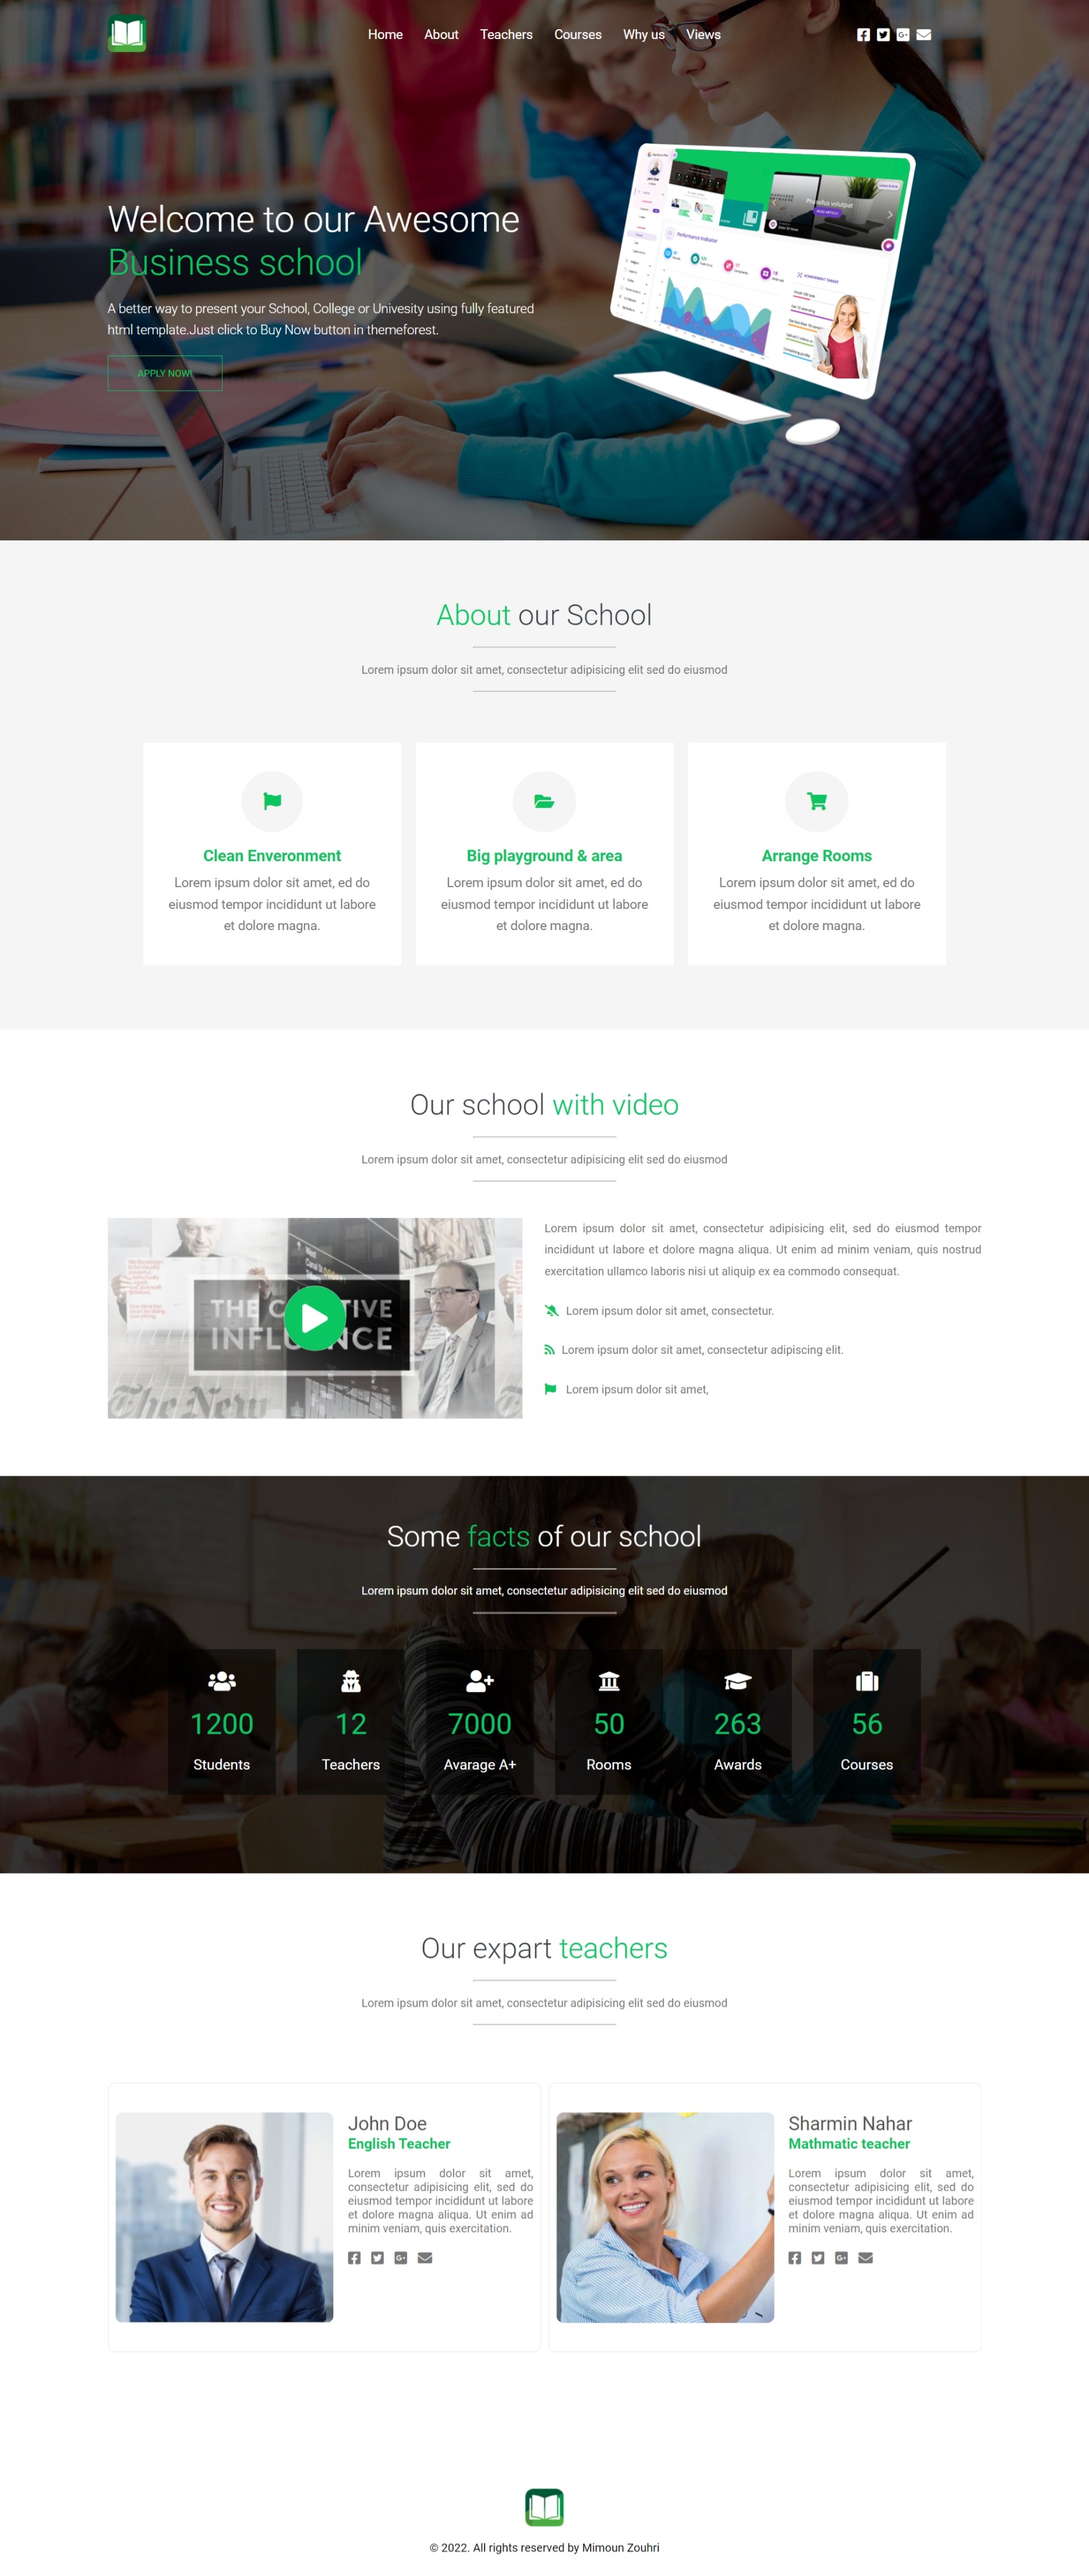 Home About Teachers Courses Why us Views
Welcome to our Awesome
Business school
A better way to present your School, College or Univesity using fully featured
html template.Just click to Buy Now button in themeforest.
APPLY NOW!
Phasellus volutpat
Performance Indicator
About our School
Lorem ipsum dolor sit amet, consectetur adipisicing elit sed do eiusmod
Clean Enveronment
Lorem ipsum dolor sit amet, ed do
eiusmod tempor incididunt ut labore
et dolore magna.
Big playground & area
Lorem ipsum dolor sit amet, ed do
eiusmod tempor incididunt ut labore
et dolore magna.
Arrange Rooms
Lorem ipsum dolor sit amet, ed do
eiusmod tempor incididunt ut labore
et dolore magna.
Our school with video
Lorem ipsum dolor sit amet, consectetur adipisicing elit sed do eiusmod
THE C TIVE
INFL NCE
The New
Lorem ipsum dolor sit amet, consectetur adipisicing elit, sed do eiusmod tempor
incididunt ut labore et dolore magna aliqua. Ut enim ad minim veniam, quis nostrud
exercitation ullamco laboris nisi ut aliquip ex ea commodo consequat.
Lorem ipsum dolor sit amet, consectetur.
Lorem ipsum dolor sit amet, consectetur adipiscing elit.
Lorem ipsum dolor sit amet,
Some facts of our school
Lorem ipsum dolor sit amet, consectetur adipisicing elit sed do eiusmod
1200 12 7000 50 263 56
Students Teachers Avarage A+ Rooms Awards Courses
Our expart teachers
Lorem ipsum dolor sit amet, consectetur adipisicing elit sed do eiusmod
John Doe
English Teacher
Lorem ipsum dolor sit amet,
consectetur adipisicing elit, sed do
eiusmod tempor incididunt ut labore
et dolore magna aliqua. Ut enim ad
minim veniam, quis exercitation.
Sharmin Nahar
Mathmatic teacher
Lorem ipsum dolor sit amet,
consectetur adipisicing elit, sed do
eiusmod tempor incididunt ut labore
et dolore magna aliqua. Ut enim ad
minim veniam, quis exercitation.
© 2022. All rights reserved by Mimoun Zouhri